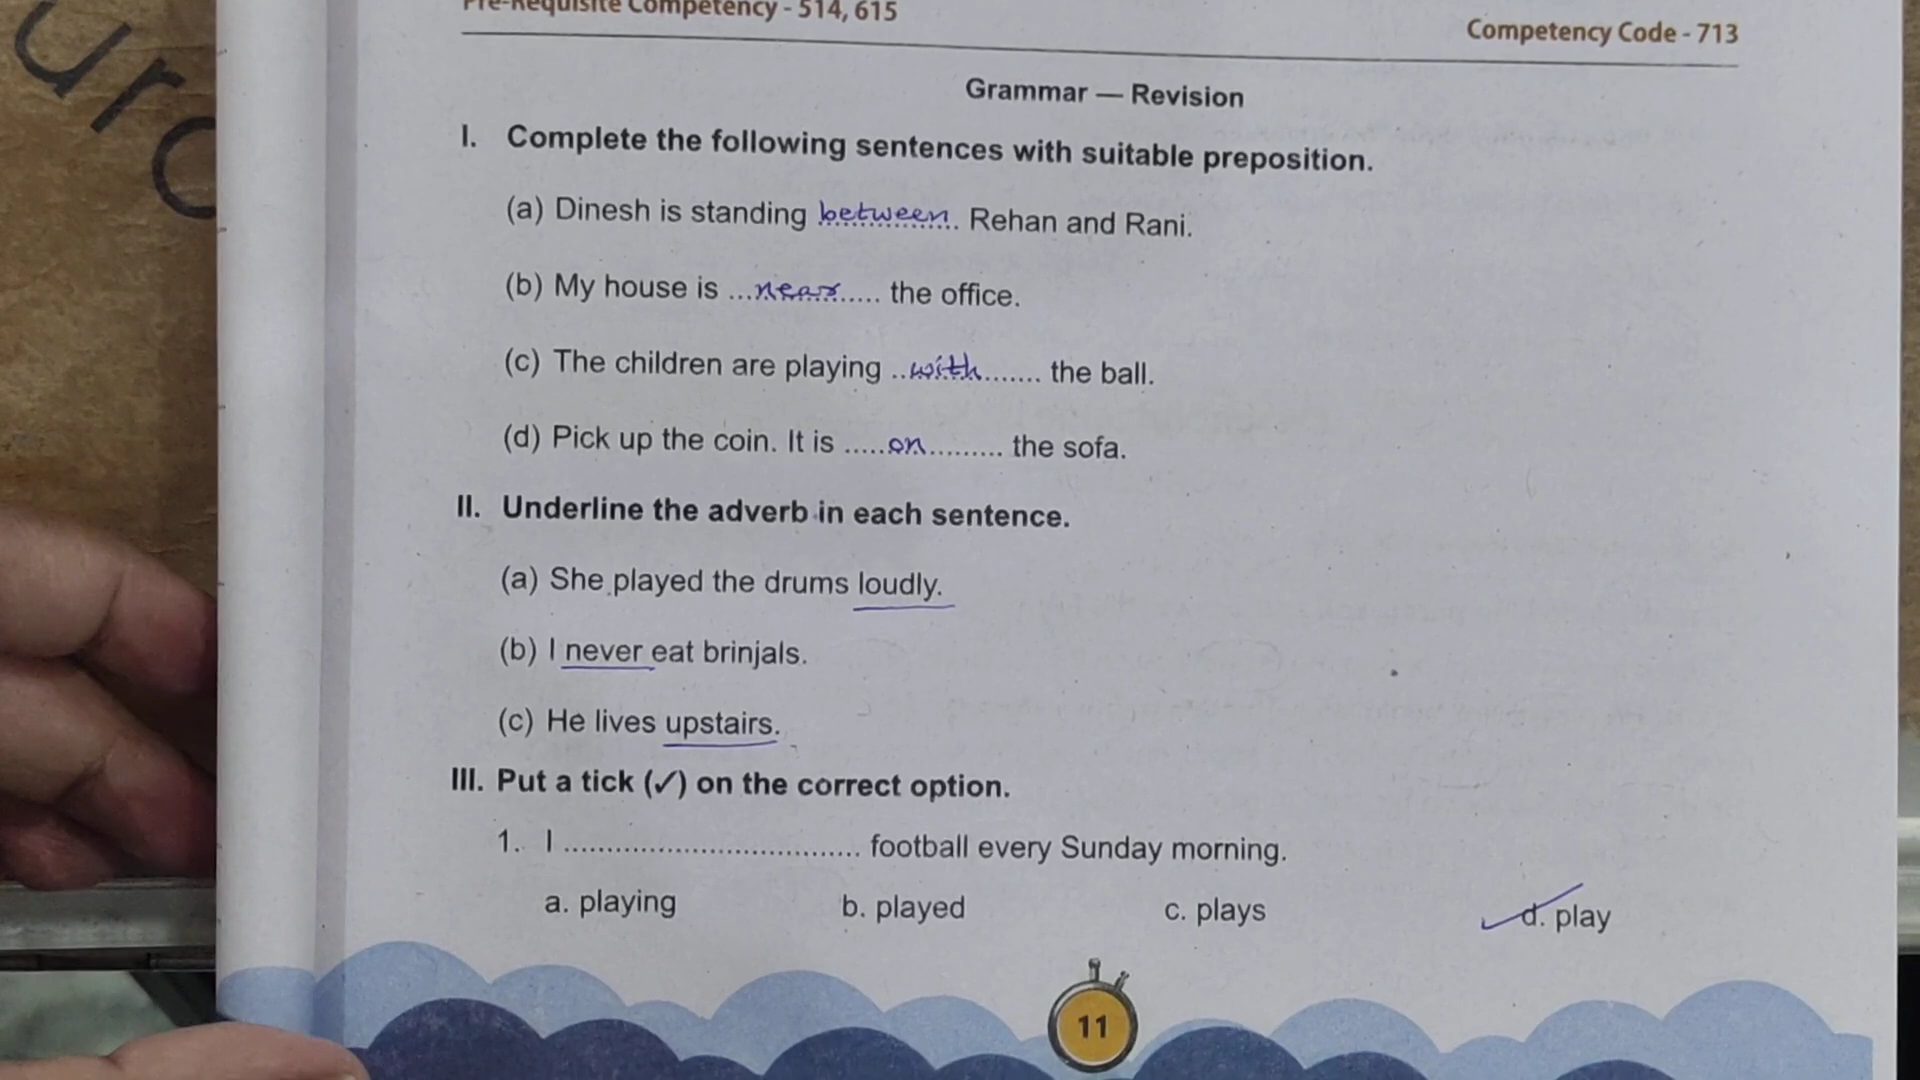 Pre-Requisite Competency - 514, 615
Competency Code - 713
Grammar — Revision
I. Complete the following sentences with suitable preposition.
(a) Dinesh is standing between Rehan and Rani.
(b) My house is ...near...... the office.
(c) The children are playing ..with....... the ball.
(d) Pick up the coin. It is .....on.......... the sofa.
II. Underline the adverb in each sentence.
(a) She played the drums loudly.
(b) I never eat brinjals.
(c) He lives upstairs.
III. Put a tick (✓) on the correct option.
1. I .................................... football every Sunday morning.
a. playing b. played c. plays ✓ d. play
11